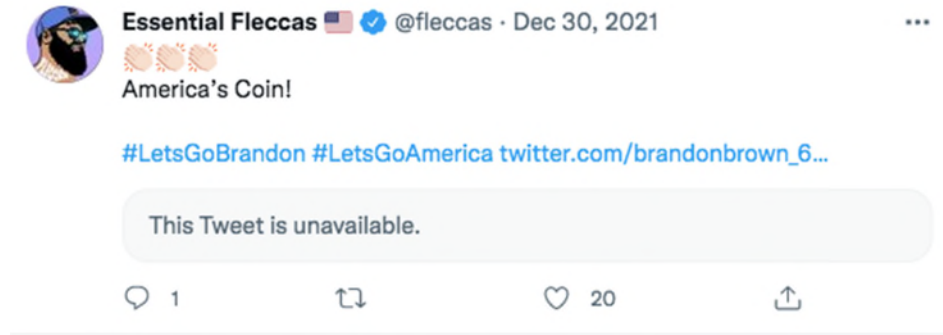 Essential Fleccas 🇺🇸 @fleccas · Dec 30, 2021
👏🏻👏🏻👏🏻
America's Coin!
#LetsGoBrandon #LetsGoAmerica twitter.com/brandonbrown_6...
This Tweet is unavailable.
1 20